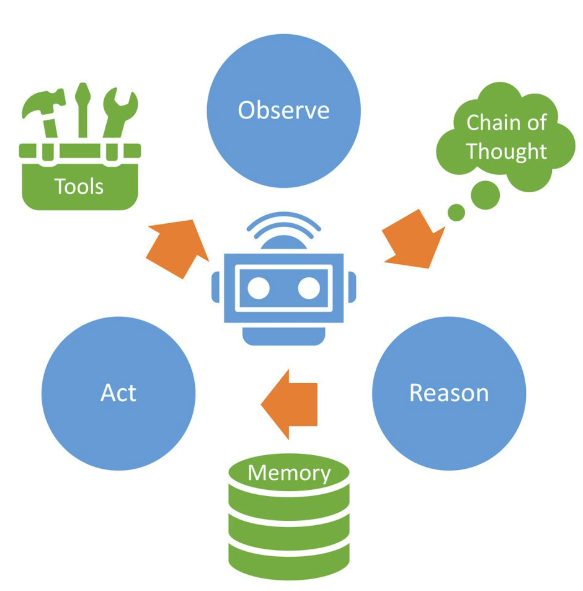 Observe
Chain of
Thought
Tools
Act
Reason
Memory